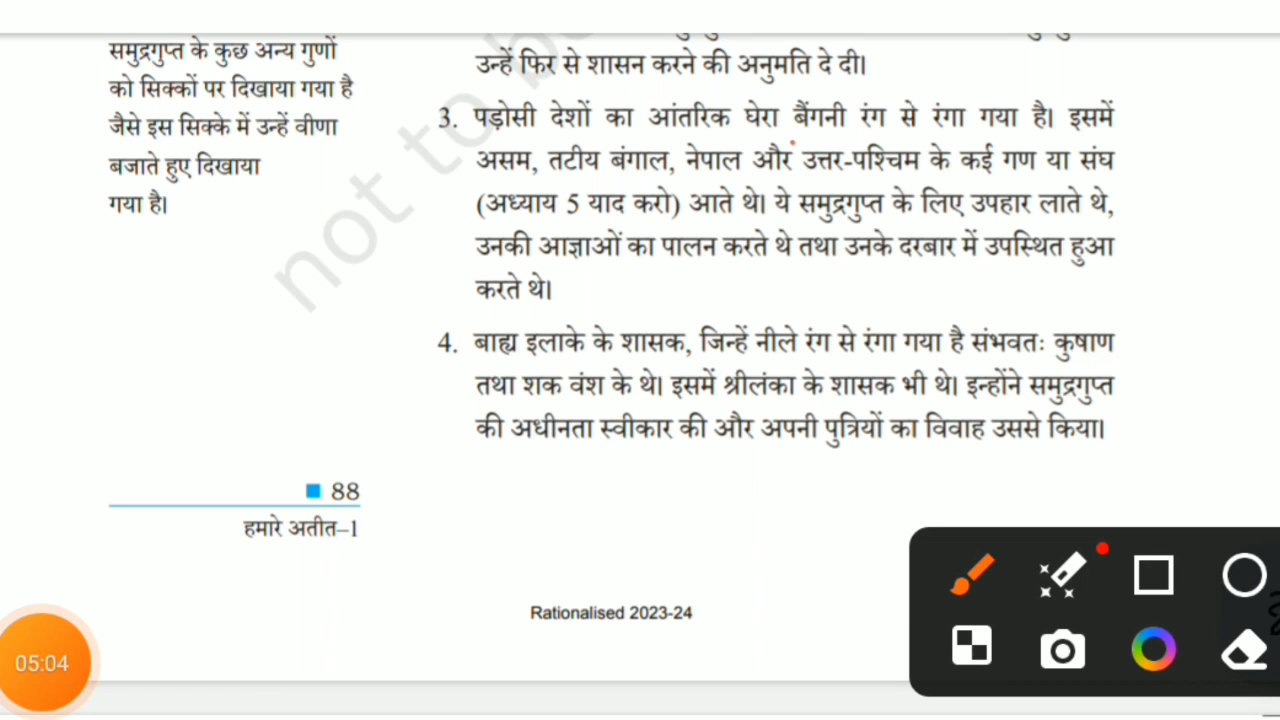 समुद्रगुप्त के कुछ अन्य गुणों
को सिक्कों पर दिखाया गया है
जैसे इस सिक्के में उन्हें वीणा
बजाते हुए दिखाया
गया है।
उन्हें फिर से शासन करने की अनुमति दे दी।
3. पड़ोसी देशों का आंतरिक घेरा बैंगनी रंग से रंगा गया है। इसमें
असम, तटीय बंगाल, नेपाल और उत्तर-पश्चिम के कई गण या संघ
(अध्याय 5 याद करो) आते थे। ये समुद्रगुप्त के लिए उपहार लाते थे,
उनकी आज्ञाओं का पालन करते थे तथा उनके दरबार में उपस्थित हुआ
करते थे।
4. बाह्य इलाके के शासक, जिन्हें नीले रंग से रंगा गया है संभवतः कुषाण
तथा शक वंश के थे। इसमें श्रीलंका के शासक भी थे। इन्होंने समुद्रगुप्त
की अधीनता स्वीकार की और अपनी पुत्रियों का विवाह उससे किया।
88
हमारे अतीत–1
Rationalised 2023-24
not to be
05:04